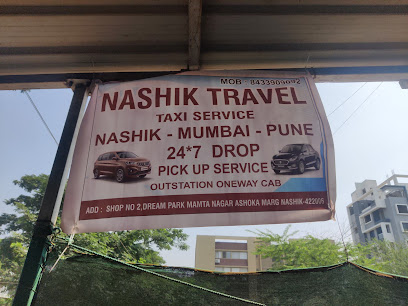 MOB - 8433909092
NASHIK TRAVEL
TAXI SERVICE
NASHIK - MUMBAI - PUNE
24*7 DROP
PICK UP SERVICE
OUTSTATION ONEWAY CAB
ADD : SHOP NO 2,DREAM PARK MAMTA NAGAR ASHOKA MARG NASHIK-422006